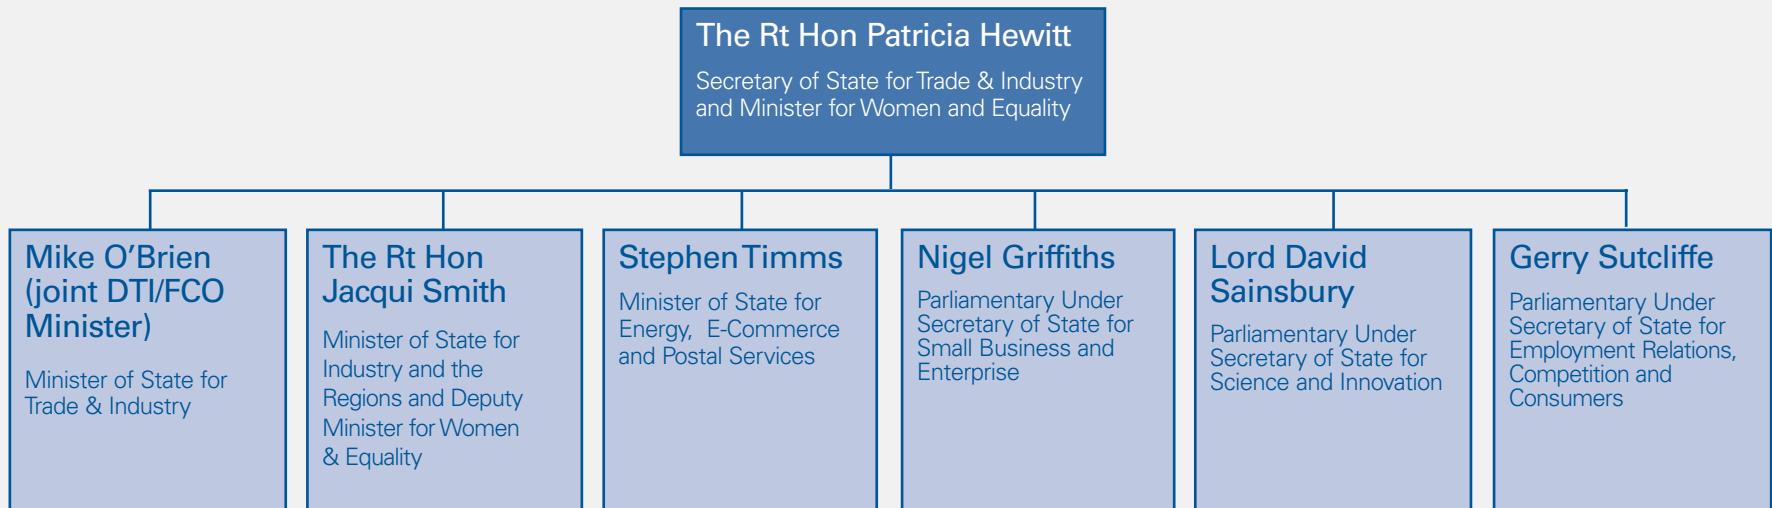 The Rt Hon Patricia Hewitt
Secretary of State for Trade & Industry
and Minister for Women and Equality
Mike O’Brien
(joint DTI/FCO
Minister)
Minister of State for
Trade & Industry
The Rt Hon
Jacqui Smith
Minister of State for
Industry and the
Regions and Deputy
Minister for Women
& Equality
Stephen Timms
Minister of State for
Energy, E-Commerce
and Postal Services
Nigel Griffiths
Parliamentary Under
Secretary of State for
Small Business and
Enterprise
Lord David
Sainsbury
Parliamentary Under
Secretary of State for
Science and Innovation
Gerry Sutcliffe
Parliamentary Under
Secretary of State for
Employment Relations,
Competition and
Consumers